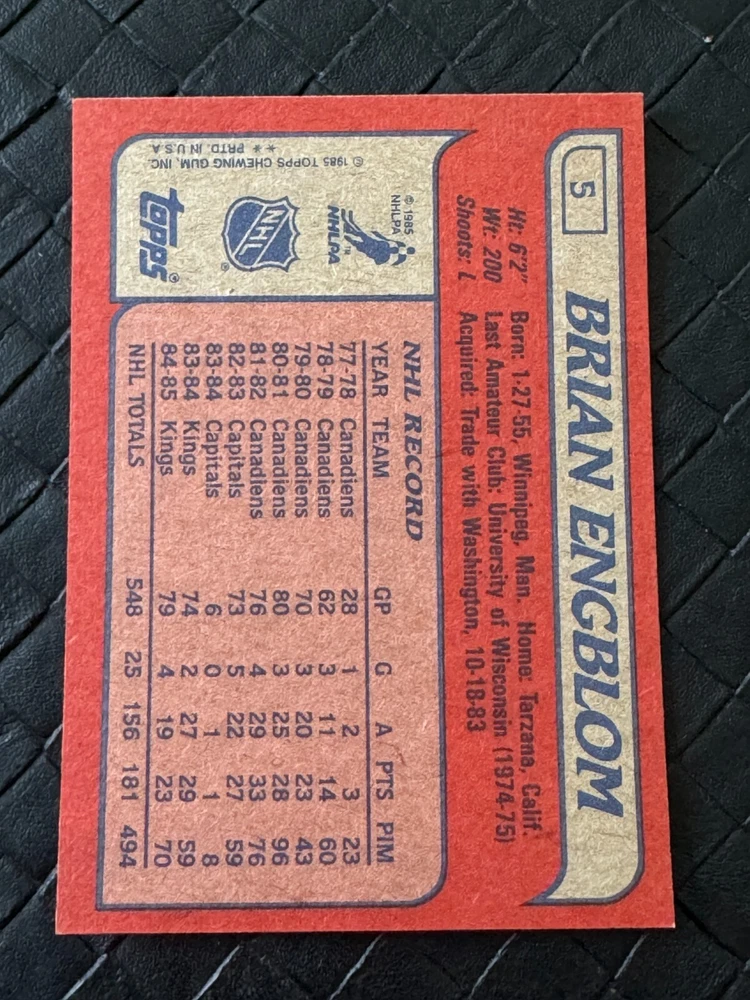 5
BRIAN ENGBLOM
Ht: 6'2" Born: 1-27-55, Winnipeg, Man. Home: Tarzana, Calif.
Wt: 200 Last Amateur Club: University of Wisconsin (1974-75)
Shoots: L Acquired: Trade with Washington, 10-18-83
© 1985 NHLPA
NHLPA TM
NHL ®
topps ®
© 1985 TOPPS CHEWING GUM, INC.
** PRTD. IN U.S.A
NHL RECORD
YEAR TEAM GP G A PTS PIM
77-78 Canadiens 28 1 2 3 23
78-79 Canadiens 62 3 11 14 60
79-80 Canadiens 70 3 20 23 43
80-81 Canadiens 80 3 25 28 96
81-82 Canadiens 76 4 29 33 76
82-83 Capitals 73 5 22 27 59
83-84 Capitals 6 0 1 1 8
83-84 Kings 74 2 27 29 59
84-85 Kings 79 4 19 23 70
NHL TOTALS 548 25 156 181 494